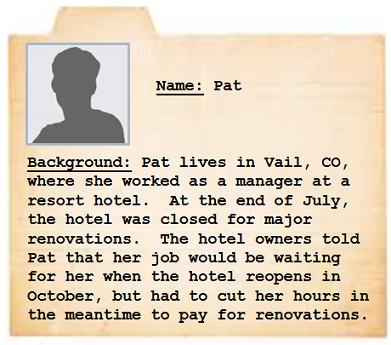 Name: Pat
Background: Pat lives in Vail, CO,
where she worked as a manager at a
resort hotel.  At the end of July,
the hotel was closed for major
renovations.  The hotel owners told
Pat that her job would be waiting
for her when the hotel reopens in
October, but had to cut her hours in
the meantime to pay for renovations.